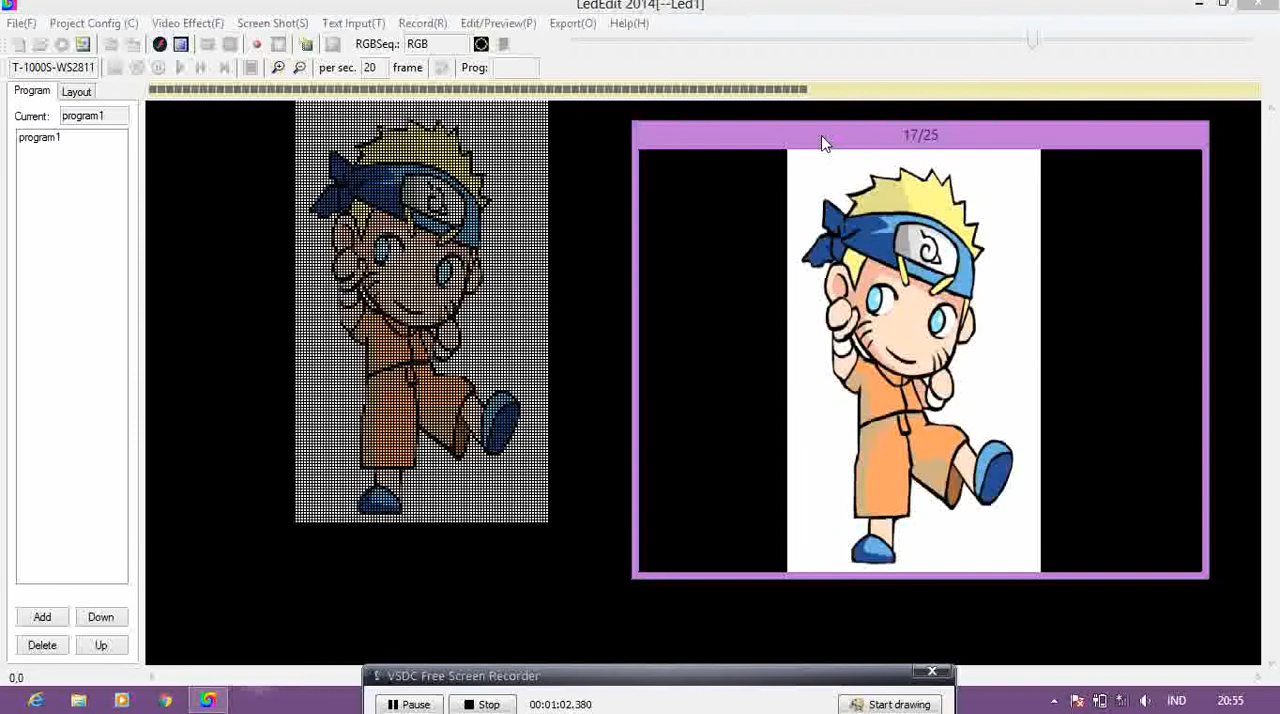 LedEdit 2014[--Led1]
File(F) Project Config (C) Video Effect(F) Screen Shot(S) Text Input(T) Record(R) Edit/Preview(P) Export(O) Help(H)
RGBSeq.: RGB
T-1000S-WS2811 per sec. 20 frame Prog:
Program Layout
Current: program1
program1
17/25
Add Down
Delete Up
0,0
VSDC Free Screen Recorder
Pause Stop 00:01:02.380 Start drawing
IND 20:55